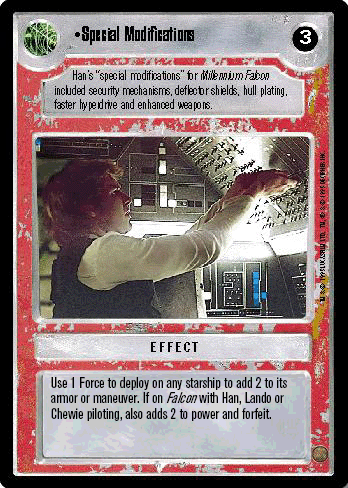 •Special Modifications
3
Han's "special modifications" for Millennium Falcon
included security mechanisms, deflector shields, hull plating,
faster hyperdrive and enhanced weapons.
EFFECT
Use 1 Force to deploy on any starship to add 2 to its
armor or maneuver. If on Falcon with Han, Lando or
Chewie piloting, also adds 2 to power and forfeit.